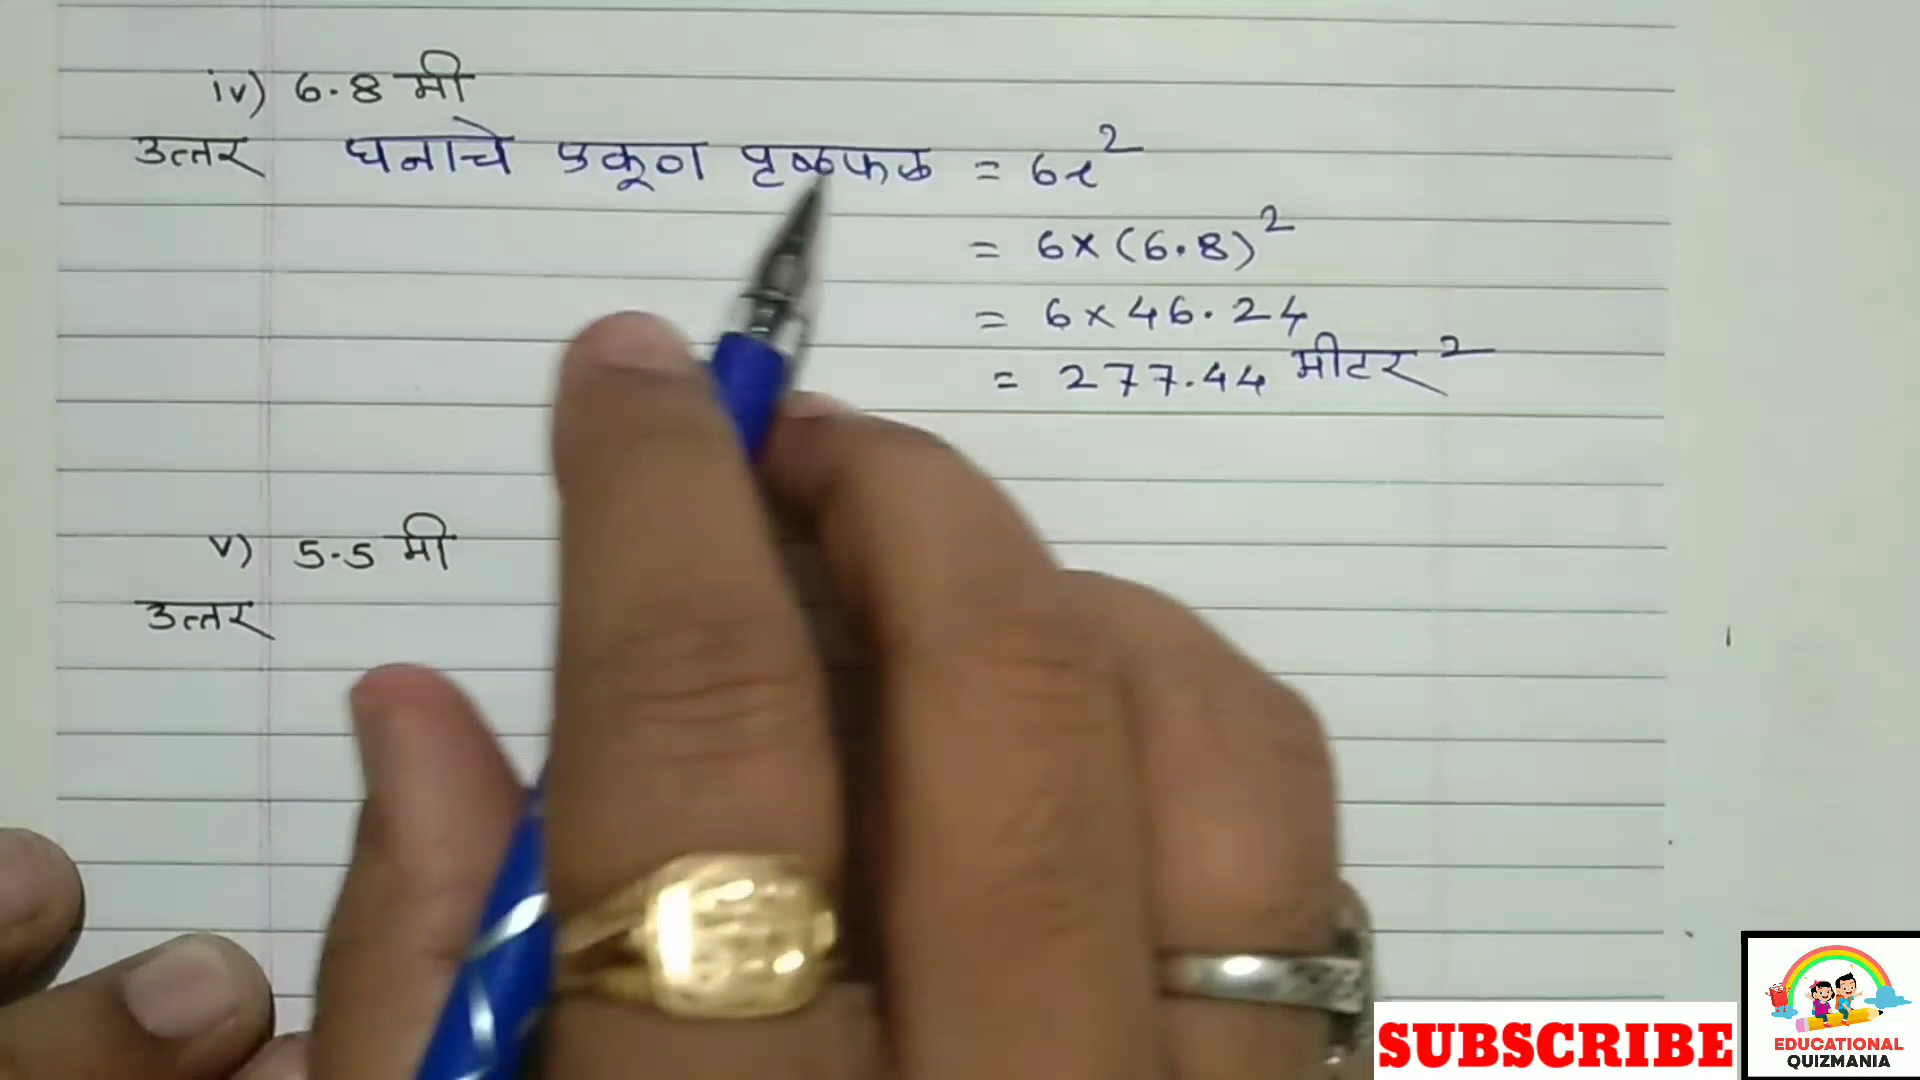 iv) 6.8 मी
उत्तर घनाचे एकूण पृष्ठफळ = 6l²
= 6×(6.8)²
= 6×46.24
= 277.44 मीटर²
v) 5.5 मी
उत्तर
SUBSCRIBE
EDUCATIONAL
QUIZMANIA